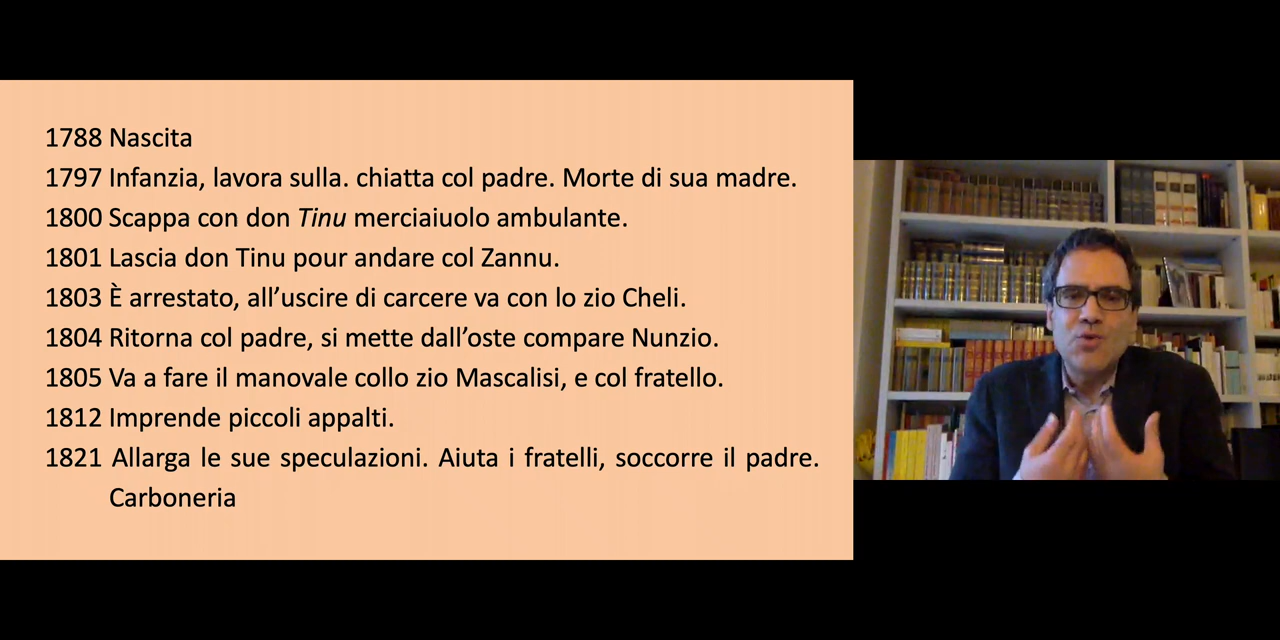 1788 Nascita
1797 Infanzia, lavora sulla. chiatta col padre. Morte di sua madre.
1800 Scappa con don Tinu merciaiuolo ambulante.
1801 Lascia don Tinu pour andare col Zannu.
1803 È arrestato, all’uscire di carcere va con lo zio Cheli.
1804 Ritorna col padre, si mette dall’oste compare Nunzio.
1805 Va a fare il manovale collo zio Mascalisi, e col fratello.
1812 Imprende piccoli appalti.
1821 Allarga le sue speculazioni. Aiuta i fratelli, soccorre il padre.
Carboneria